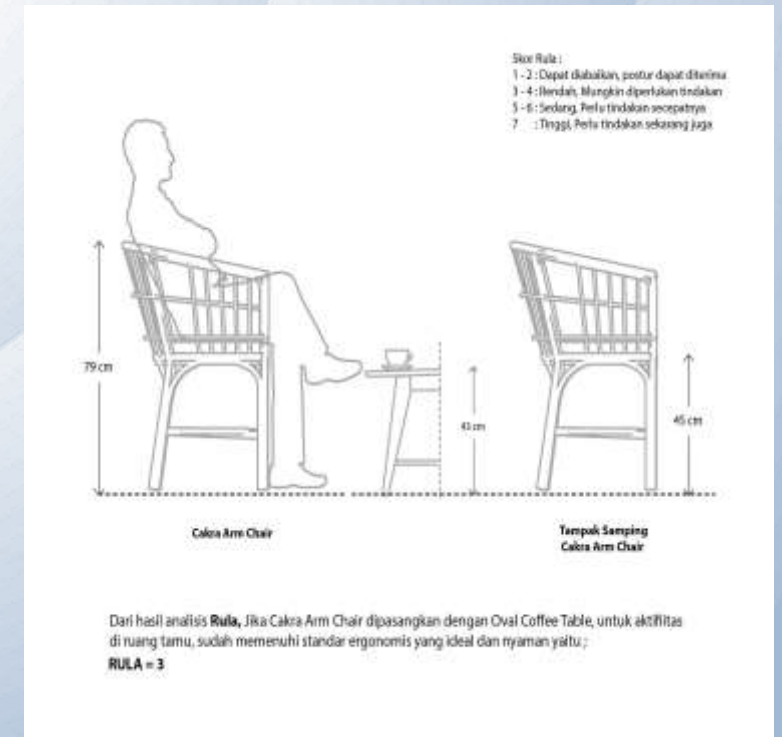 Skor Rula :
1 - 2 : Dapat diabaikan, postur dapat diterima
3 - 4 : Rendah, Mungkin diperlukan tindakan
5 - 6 : Sedang, Perlu tindakan secepatnya
7 : Tinggi, Perlu tindakan sekarang juga
79 cm
43 cm
45 cm
Cakra Arm Chair
Tampak Samping
Cakra Arm Chair
Dari hasil analisis Rula, Jika Cakra Arm Chair dipasangkan dengan Oval Coffee Table, untuk aktifiitas
di ruang tamu, sudah memenuhi standar ergonomis yang ideal dan nyaman yaitu ;
RULA = 3